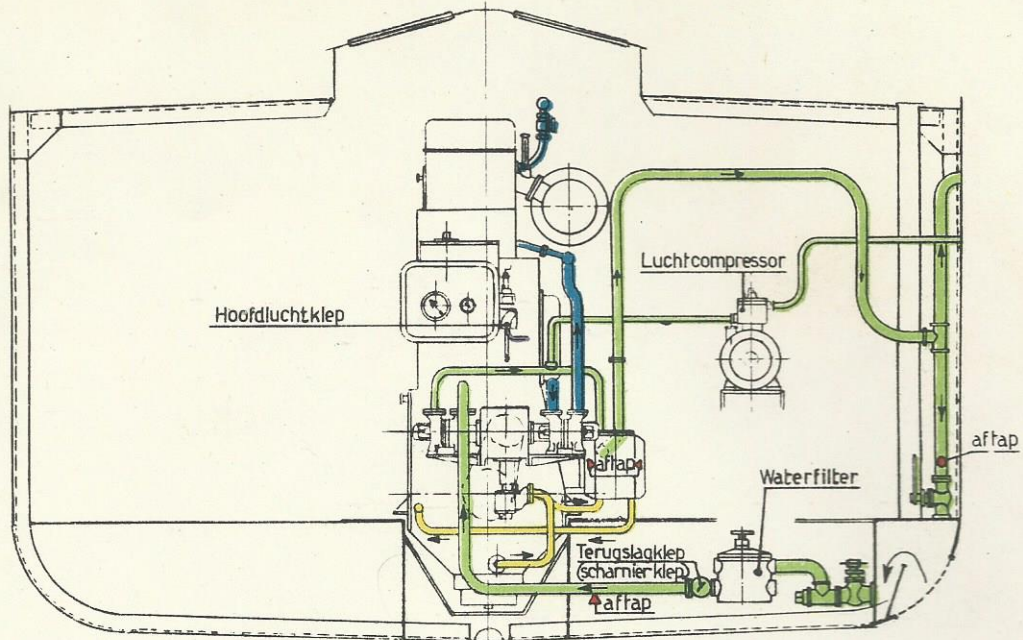 Luchtcompressor
Hoofdluchtklep
aftap
aftap
Waterfilter
Terugslagklep
(scharnierklep)
aftap